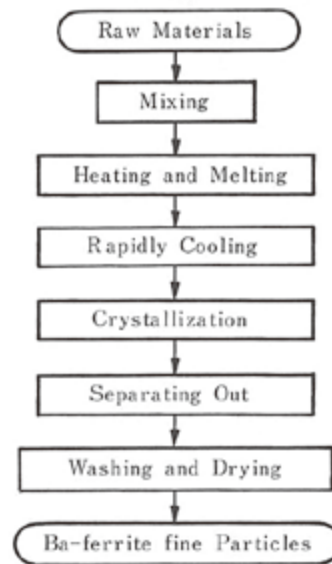 Raw Materials
Mixing
Heating and Melting
Rapidly Cooling
Crystallization
Separating Out
Washing and Drying
Ba-ferrite fine Particles